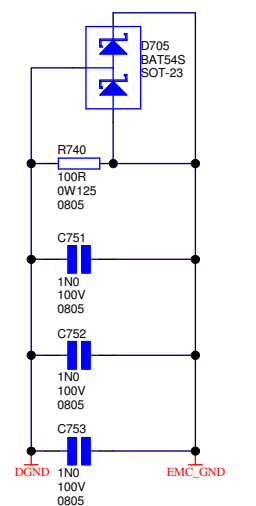 D705
BAT54S
SOT-23
R740
100R
0W125
0805
C751
1N0
100V
0805
C752
1N0
100V
0805
C753
1N0
100V
0805
DGND
EMC_GND